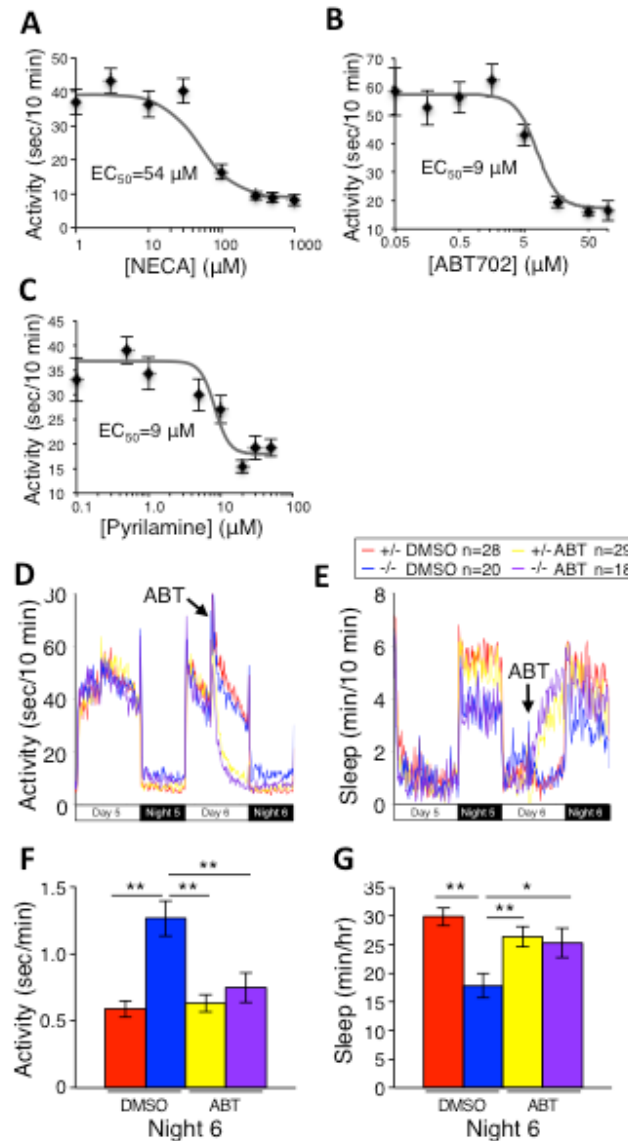 A
Activity (sec/10 min)
50
40
30
20
10
0
EC50=54 µM
1
10
100
1000
[NECA] (µM)
B
Activity (sec/10 min)
70
60
50
40
30
20
10
EC50=9 µM
0.05
0.5
5
50
[ABT702] (µM)
C
Activity (sec/10 min)
45
40
35
30
25
20
15
10
EC50=9 µM
0.1
1.0
10
100
[Pyrilamine] (µM)
+/- DMSO n=28
+/- ABT n=29
-/- DMSO n=20
-/- ABT n=18
D
Activity (sec/10 min)
80
60
40
20
0
ABT
Day 5
Night 5
Day 6
Night 6
E
Sleep (min/10 min)
8
6
4
2
0
ABT
Day 5
Night 5
Day 6
Night 6
F
Activity (sec/min)
1.5
1.0
0.5
0
**
**
**
DMSO
ABT
Night 6
G
Sleep (min/hr)
35
30
25
20
15
10
5
0
**
*
**
DMSO
ABT
Night 6